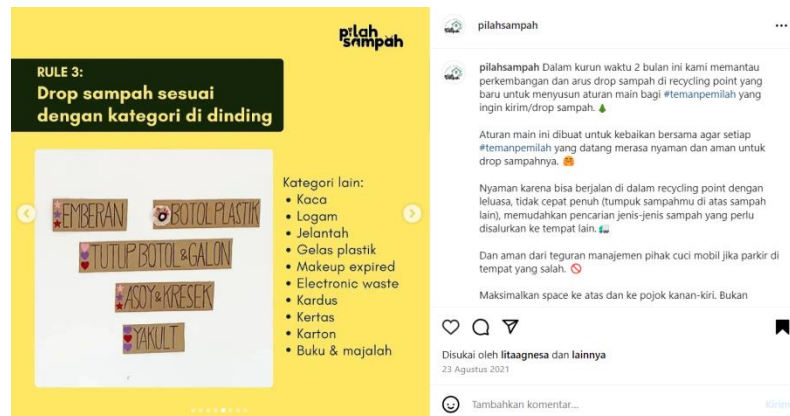 pilah
sampah
RULE 3:
Drop sampah sesuai
dengan kategori di dinding
EMBERAN
BOTOL PLASTIK
TUTUP BOTOL & GALON
ASOY & KRESEK
YAKULT
Kategori lain:
• Kaca
• Logam
• Jelantah
• Gelas plastik
• Makeup expired
• Electronic waste
• Kardus
• Kertas
• Karton
• Buku & majalah
pilahsampah
pilahsampah Dalam kurun waktu 2 bulan ini kami memantau
perkembangan dan arus drop sampah di recycling point yang
baru untuk menyusun aturan main bagi #temanpemilah yang
ingin kirim/drop sampah. 🎄
Aturan main ini dibuat untuk kebaikan bersama agar setiap
#temanpemilah yang datang merasa nyaman dan aman untuk
drop sampahnya. 🤗
Nyaman karena bisa berjalan di dalam recycling point dengan
leluasa, tidak cepat penuh (tumpuk sampahmu di atas sampah
lain), memudahkan pencarian jenis-jenis sampah yang perlu
disalurkan ke tempat lain. 🚛
Dan aman dari teguran manajemen pihak cuci mobil jika parkir di
tempat yang salah. 🚫
Maksimalkan space ke atas dan ke pojok kanan-kiri. Bukan
Disukai oleh litaagnesa dan lainnya
23 Agustus 2021
Tambahkan komentar...
Kirim